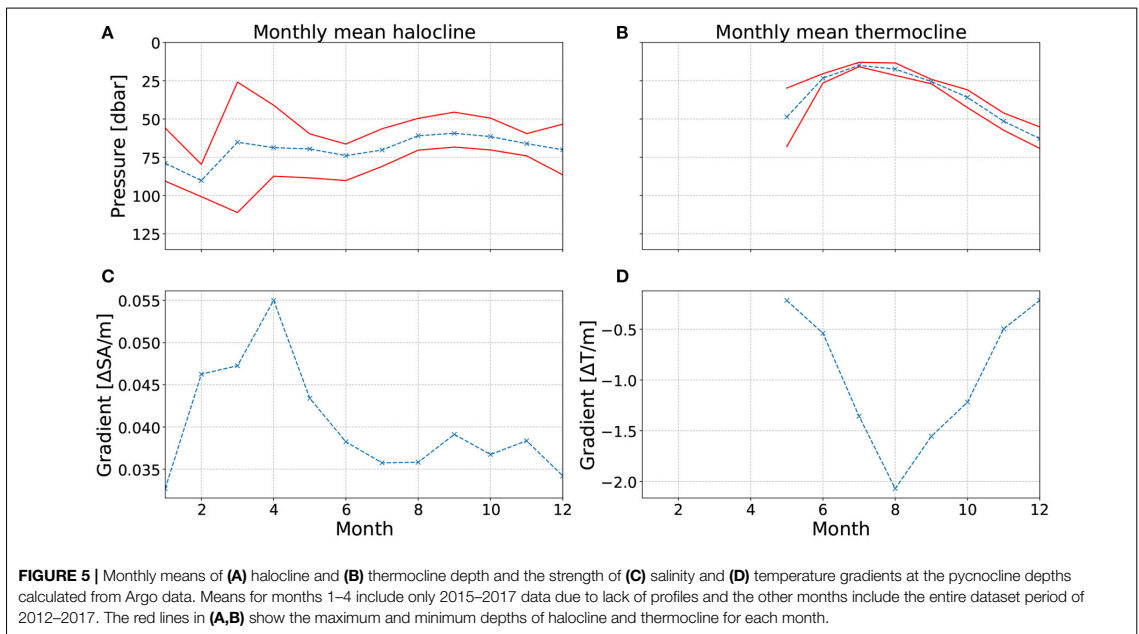 A
Monthly mean halocline
B
Monthly mean thermocline
Pressure [dbar]
0
25
50
75
100
125
C
D
Gradient [ΔSA/m]
0.055
0.050
0.045
0.040
0.035
Gradient [ΔT/m]
−0.5
−1.0
−1.5
−2.0
2 4 6 8 10 12
Month
2 4 6 8 10 12
Month
FIGURE 5 | Monthly means of (A) halocline and (B) thermocline depth and the strength of (C) salinity and (D) temperature gradients at the pycnocline depths
calculated from Argo data. Means for months 1–4 include only 2015–2017 data due to lack of profiles and the other months include the entire dataset period of
2012–2017. The red lines in (A,B) show the maximum and minimum depths of halocline and thermocline for each month.